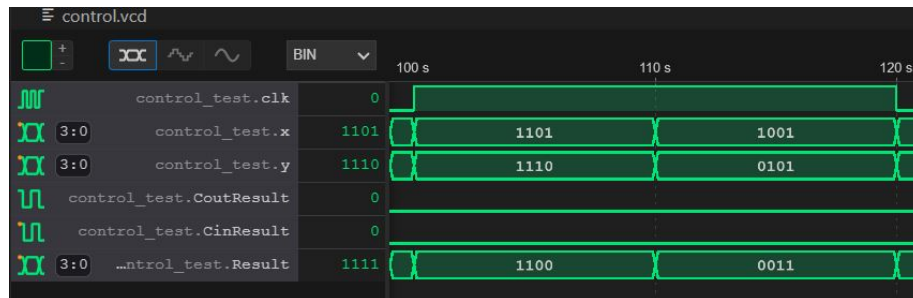 control.vcd
+
-
BIN
100 s 110 s 120 s
control_test.clk 0
3:0 control_test.x 1101 1101 1001
3:0 control_test.y 1110 1110 0101
control_test.CoutResult 0
control_test.CinResult 0
3:0 …ntrol_test.Result 1111 1100 0011